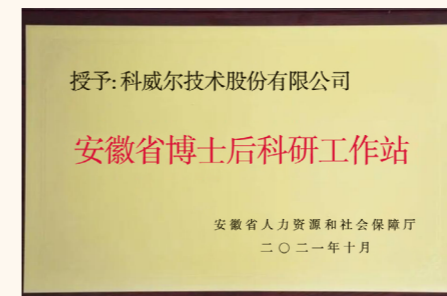 授予:科威尔技术股份有限公司
安徽省博士后科研工作站
安徽省人力资源和社会保障厅
二〇二一年十月